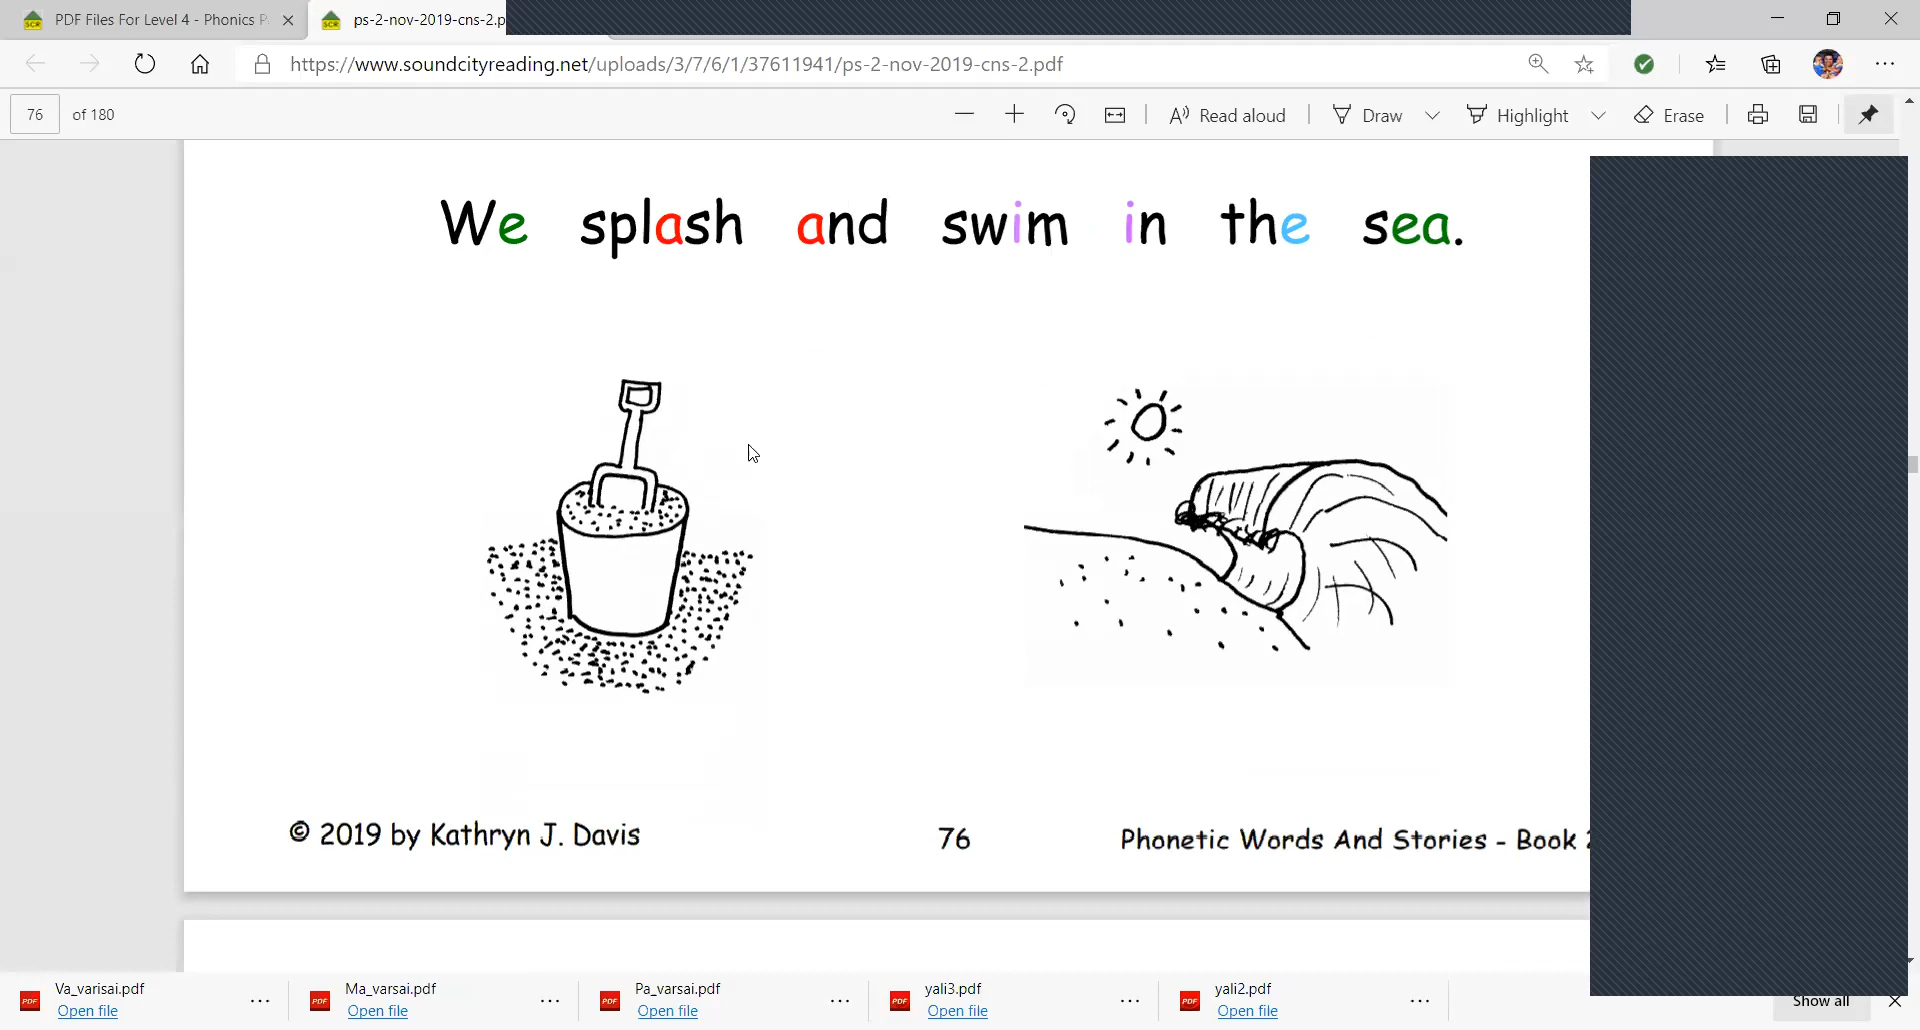 PDF Files For Level 4 - Phonics
ps-2-nov-2019-cns-2.p
https://www.soundcityreading.net/uploads/3/7/6/1/37611941/ps-2-nov-2019-cns-2.pdf
76 of 180
Read aloud Draw Highlight Erase
We splash and swim in the sea.
© 2019 by Kathryn J. Davis 76 Phonetic Words And Stories - Book
Va_varisai.pdf Ma_varsai.pdf Pa_varsai.pdf yali3.pdf yali2.pdf
Open file Open file Open file Open file Open file
Show all